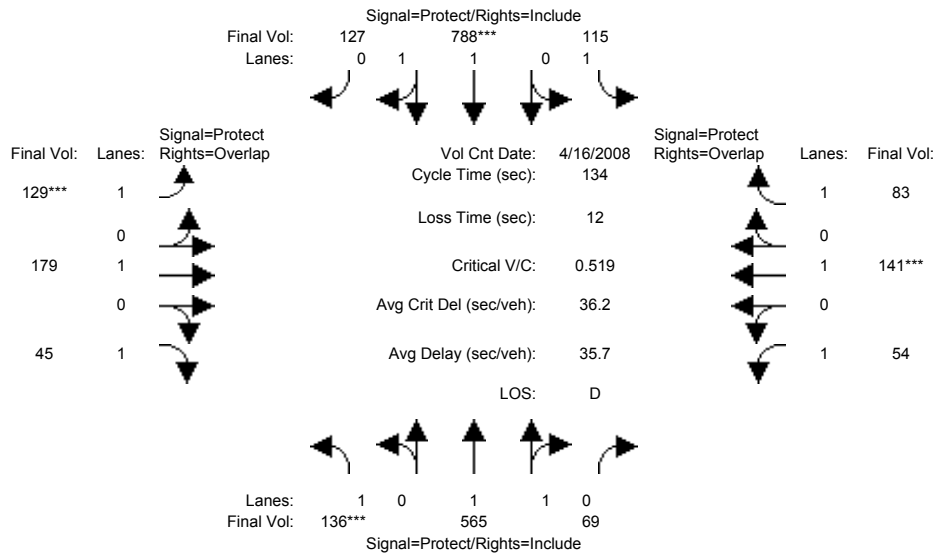 Signal=Protect/Rights=Include
Final Vol: 127 788*** 115
Lanes: 0 1 1 0 1
Signal=Protect
Final Vol: Lanes: Rights=Overlap
Vol Cnt Date: 4/16/2008
Signal=Protect
Rights=Overlap Lanes: Final Vol:
Cycle Time (sec): 134
129*** 1
1 83
Loss Time (sec): 12
0
0
179 1
Critical V/C: 0.519
1 141***
0
Avg Crit Del (sec/veh): 36.2
0
45 1
Avg Delay (sec/veh): 35.7
1 54
LOS: D
Lanes: 1 0 1 1 0
Final Vol: 136*** 565 69
Signal=Protect/Rights=Include